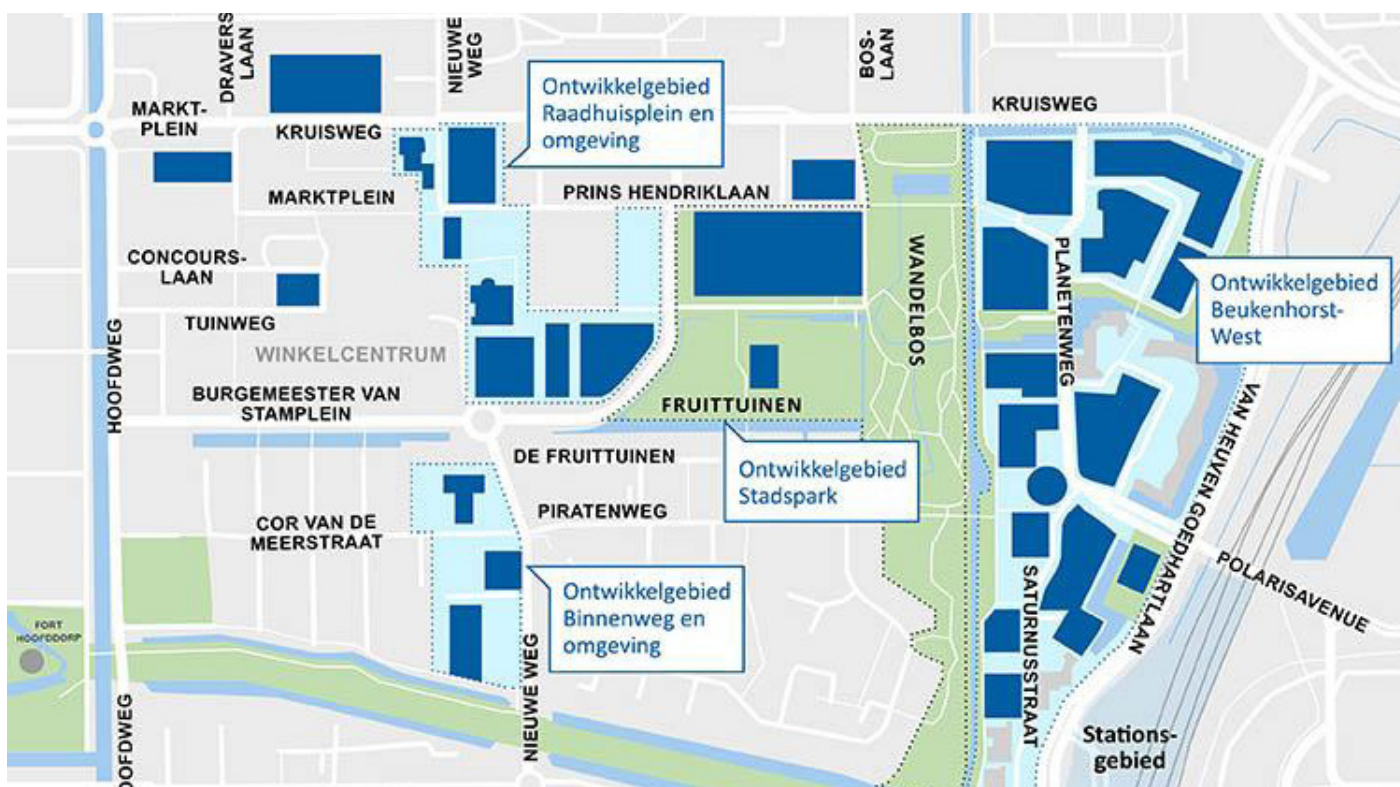 DRAVERS
LAAN
NIEUWE
WEG
BOS-
LAAN
MARKT-
PLEIN
KRUISWEG
Ontwikkelgebied
Raadhuisplein en
omgeving
KRUISWEG
MARKTPLEIN
PRINS HENDRIKLAAN
CONCOURS-
LAAN
TUINWEG
WINKELCENTRUM
HOOFDWEG
BURGEMEESTER VAN
STAMPLEIN
WANDELBOS
PLANETENWEG
Ontwikkelgebied
Beukenhorst-
West
FRUITTUINEN
DE FRUITTUINEN
Ontwikkelgebied
Stadspark
VAN HEUVEN GOEDHARTLAAN
COR VAN DE
MEERSTRAAT
PIRATENWEG
Ontwikkelgebied
Binnenweg en
omgeving
SATURNUSSTRAAT
POLARISAVENUE
FORT
HOOFDDORP
NIEUWE WEG
OOFDWEG
Stations-
gebied